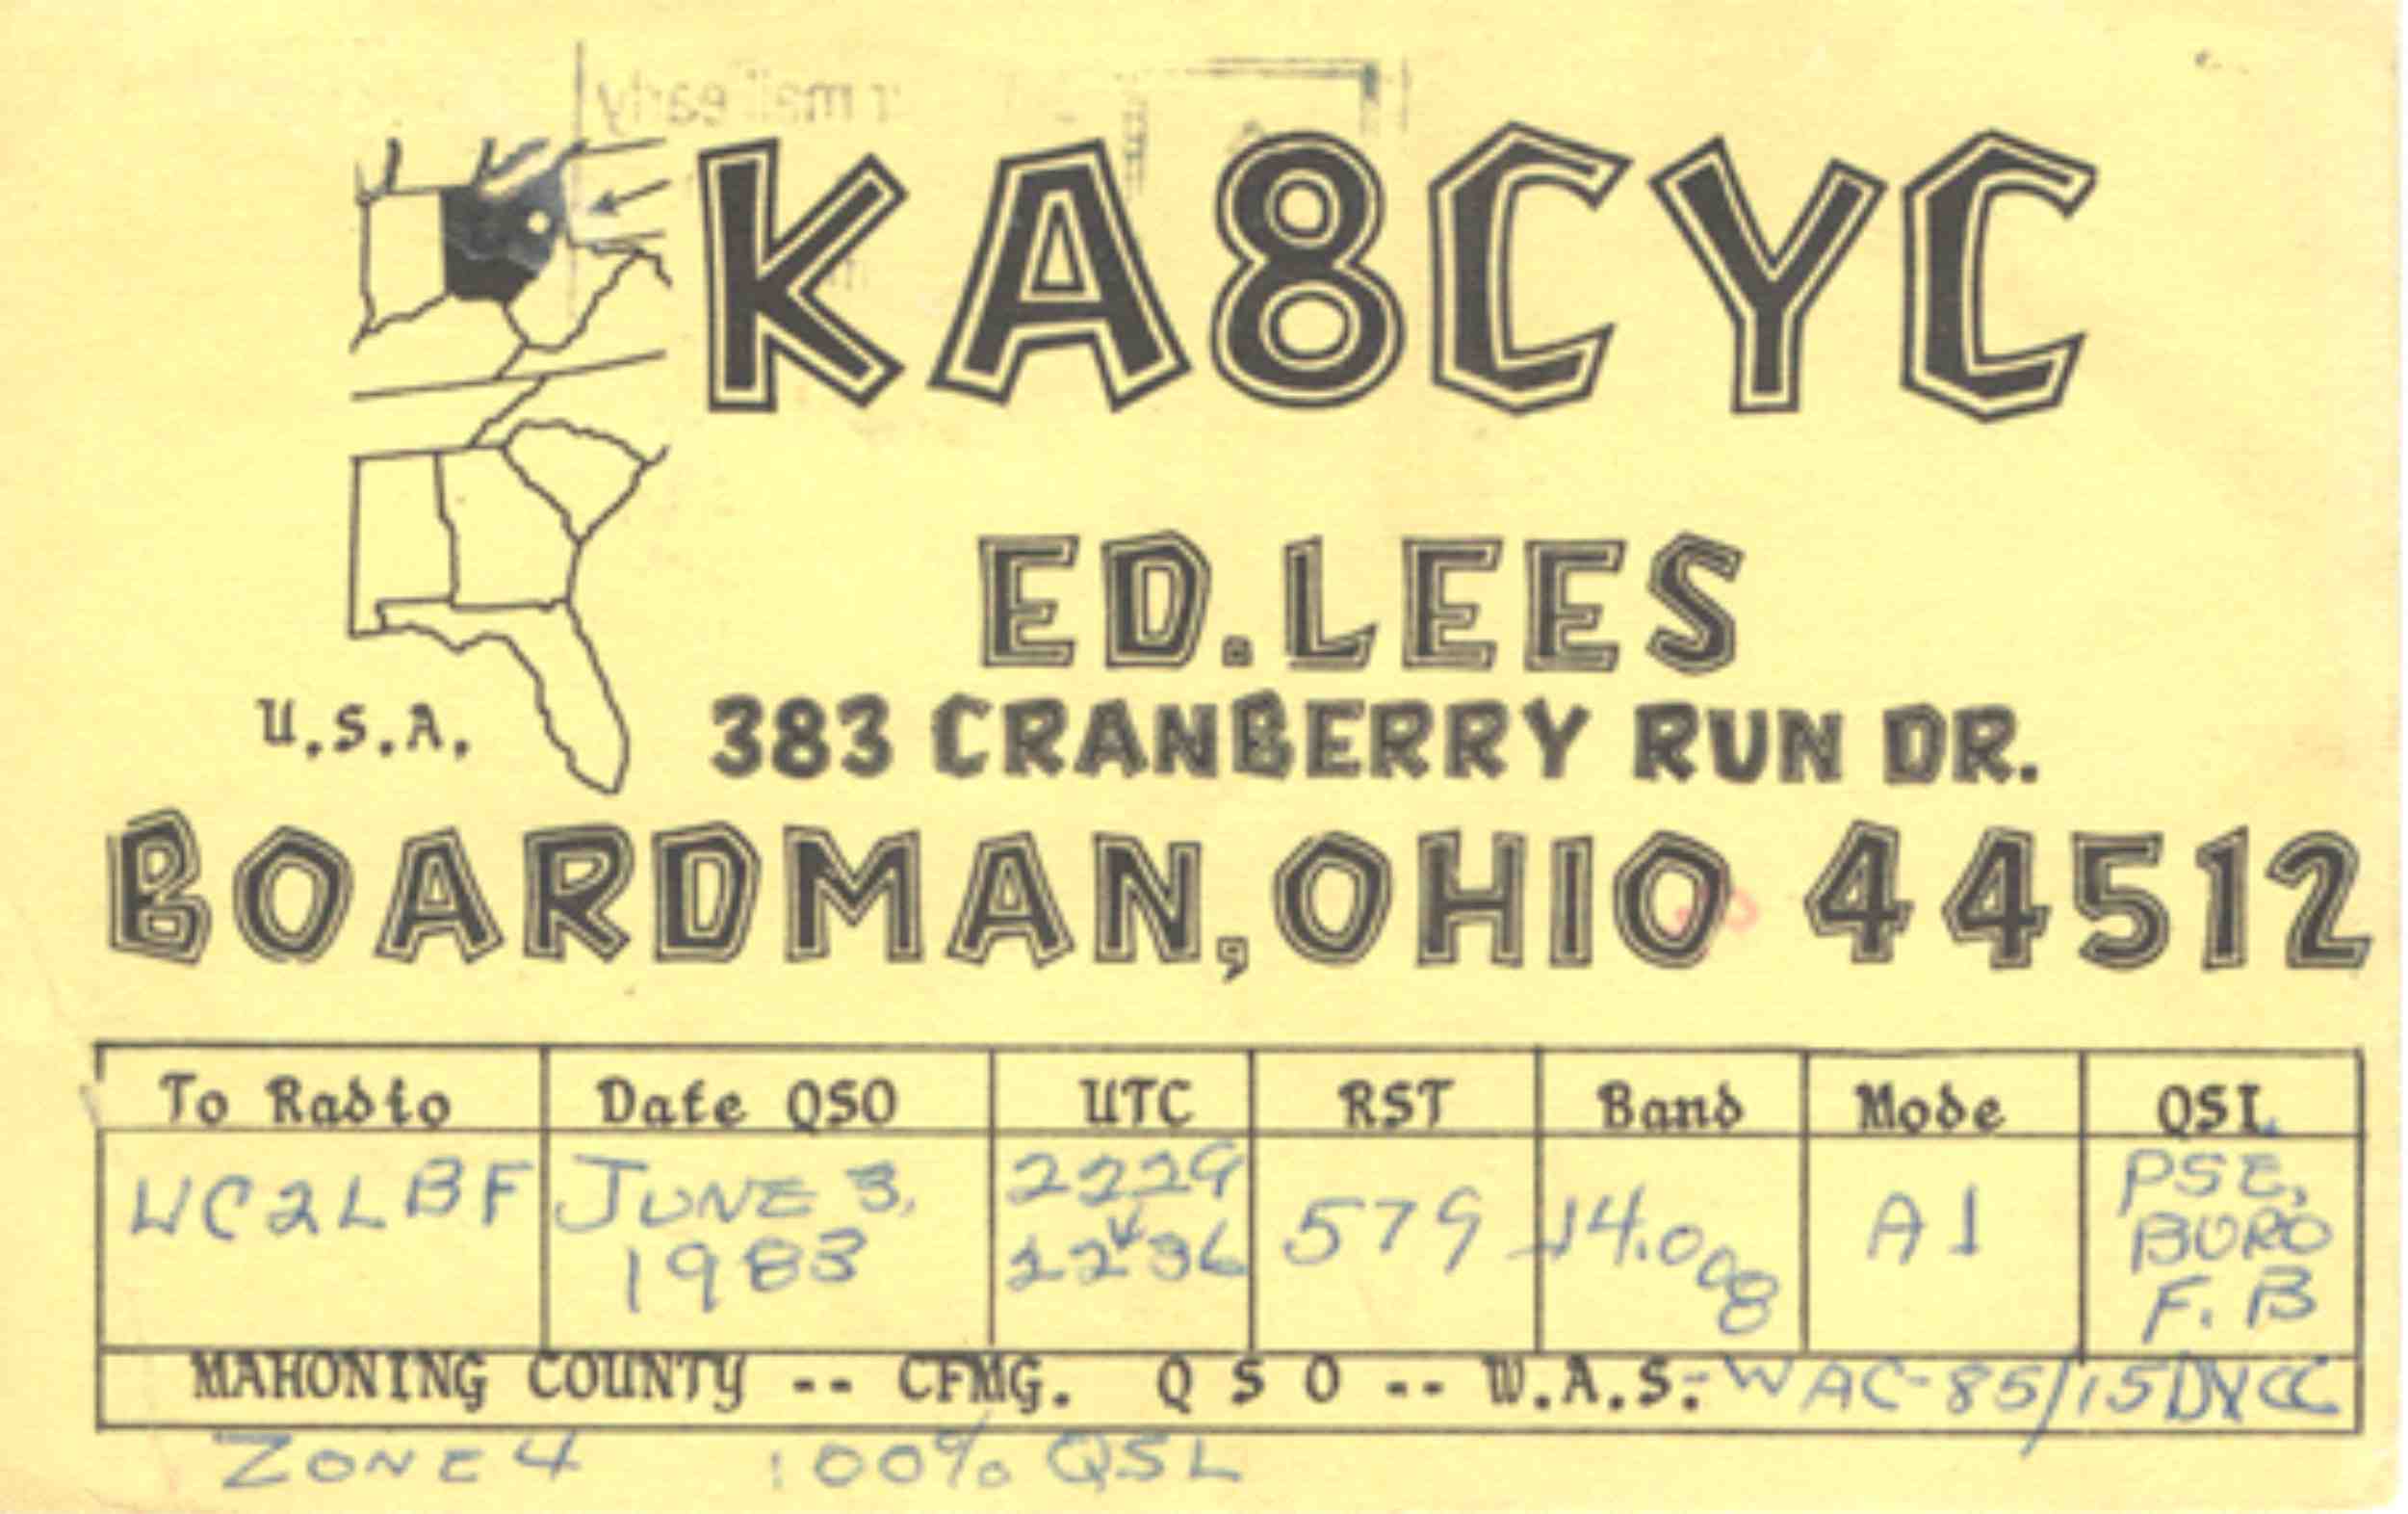 KA8CYC
ED. LEES
U.S.A.
383 CRANBERRY RUN DR.
BOARDMAN, OHIO 44512
To Radio Date QSO UTC RST Band Mode QSL
UC2LBF JUNE 3, 1983 2229 2236 579 14.008 A1 PSE, BURO F.B
MAHONING COUNTY -- CFMG. QSO -- W.A.S.-WAC-85/15DXCC
ZONE 4 100% QSL